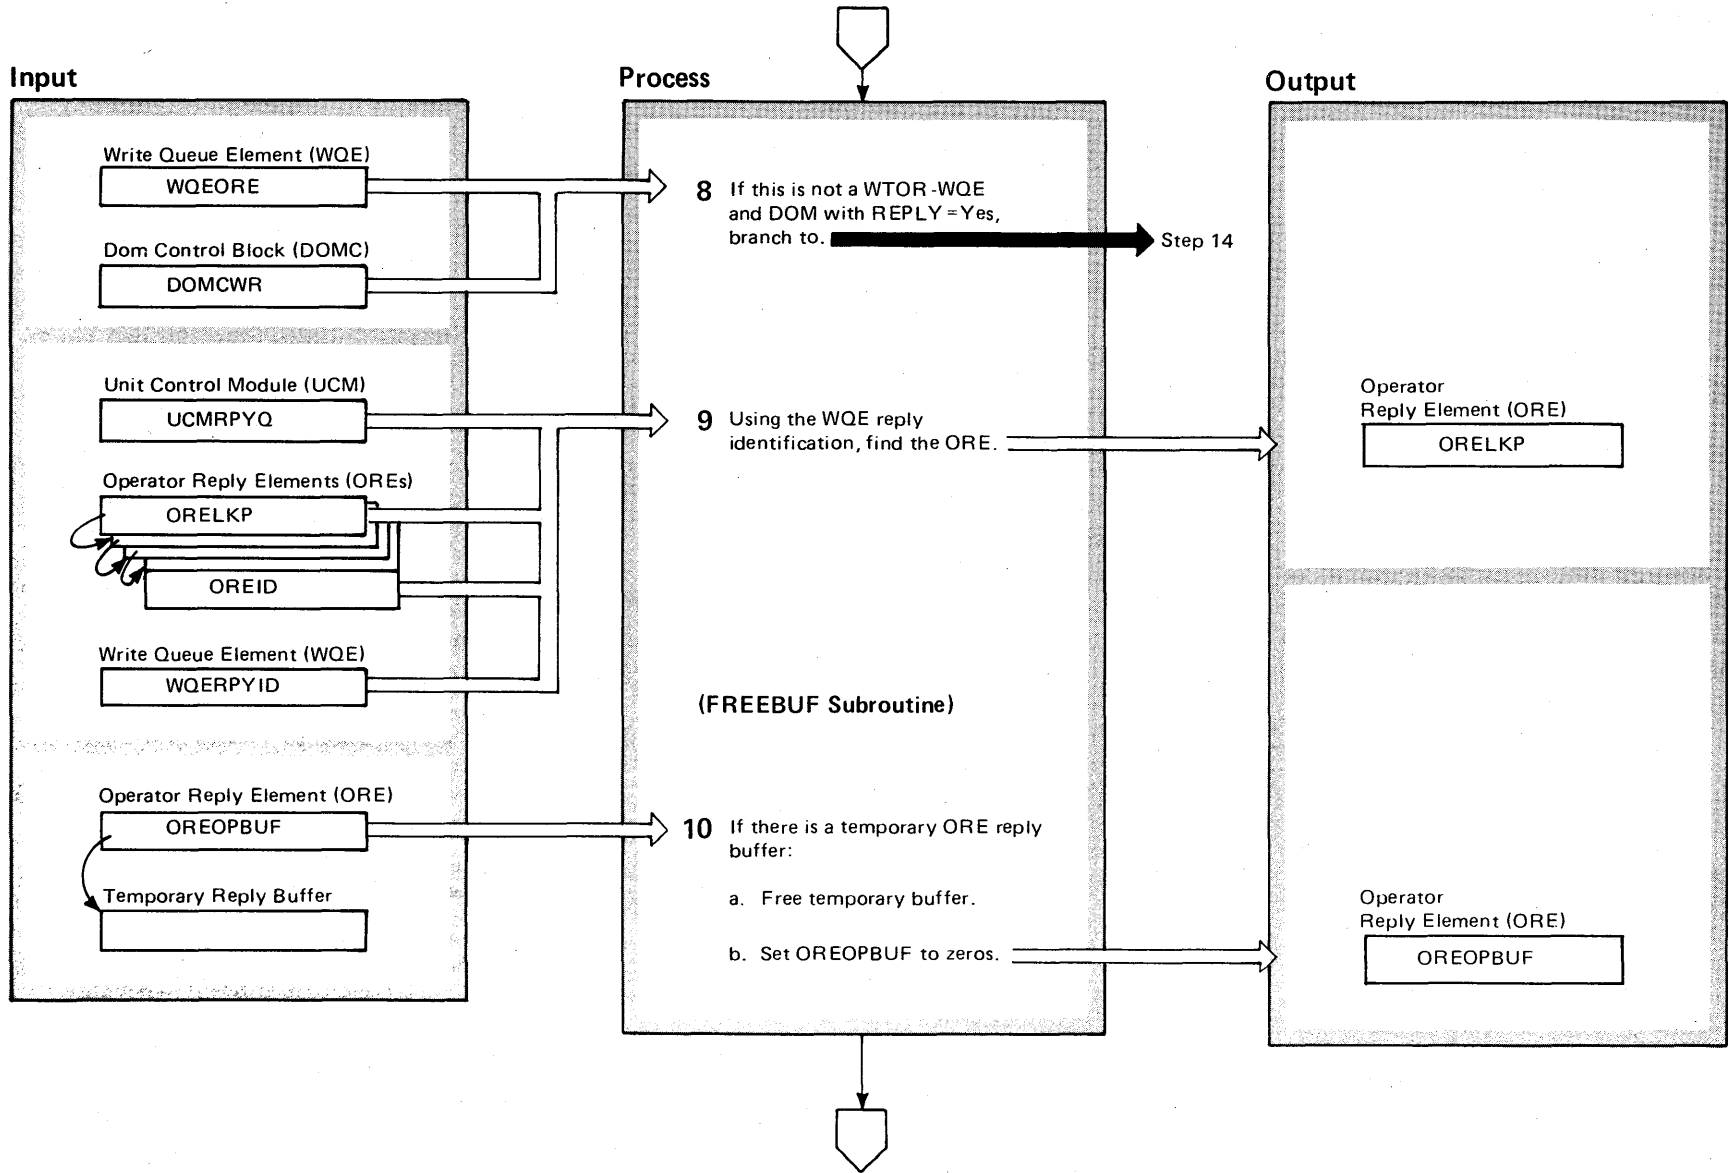 Input
Write Queue Element (WQE)
WQEORE
Dom Control Block (DOMC)
DOMCWR
Unit Control Module (UCM)
UCMRPYQ
Operator Reply Elements (OREs)
ORELKP
OREID
Write Queue Element (WQE)
WQERPYID
Operator Reply Element (ORE)
OREOPBUF
Temporary Reply Buffer
Process
8 If this is not a WTOR-WQE
and DOM with REPLY=Yes,
branch to.
Step 14
9 Using the WQE reply
identification, find the ORE.
(FREEBUF Subroutine)
10 If there is a temporary ORE reply
buffer:
a. Free temporary buffer.
b. Set OREOPBUF to zeros.
Output
Operator
Reply Element (ORE)
ORELKP
Operator
Reply Element (ORE)
OREOPBUF